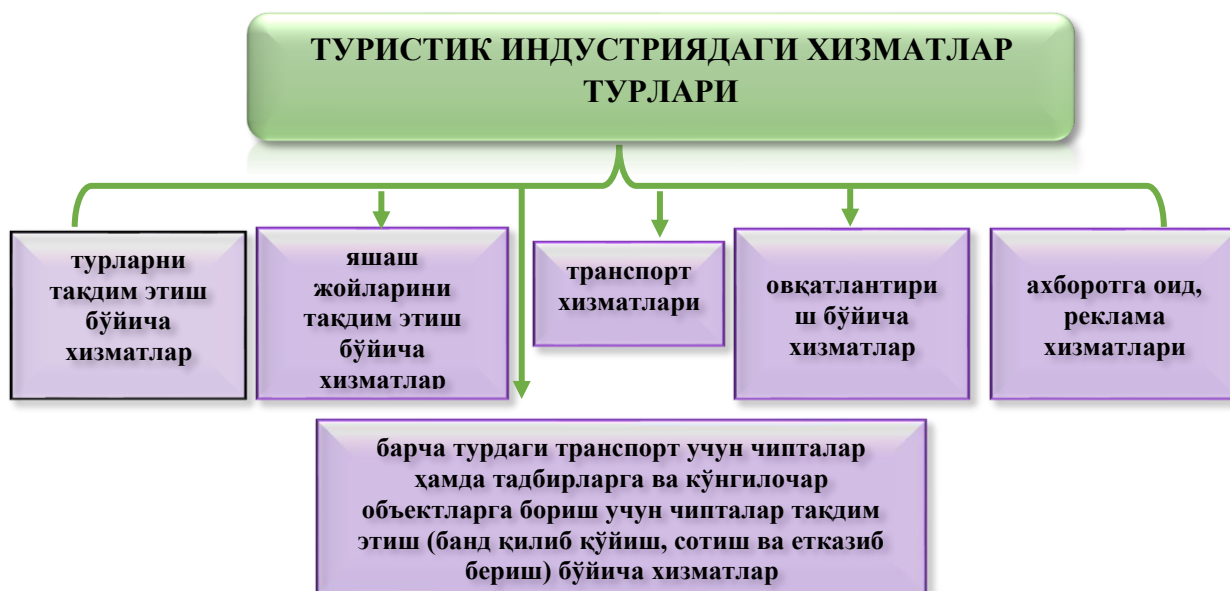 ТУРИСТИК ИНДУСТРИЯДАГИ ХИЗМАТЛАР
ТУРЛАРИ
турларни
тақдим этиш
бўйича
хизматлар
яшаш
жойларини
тақдим этиш
бўйича
хизматлар
транспорт
хизматлари
овқатлантири
ш бўйича
хизматлар
ахборотга оид,
реклама
хизматлари
барча турдаги транспорт учун чипталар
ҳамда тадбирларга ва кўнгилочар
объектларга бориш учун чипталар тақдим
этиш (банд қилиб қўйиш, сотиш ва етказиб
бериш) бўйича хизматлар